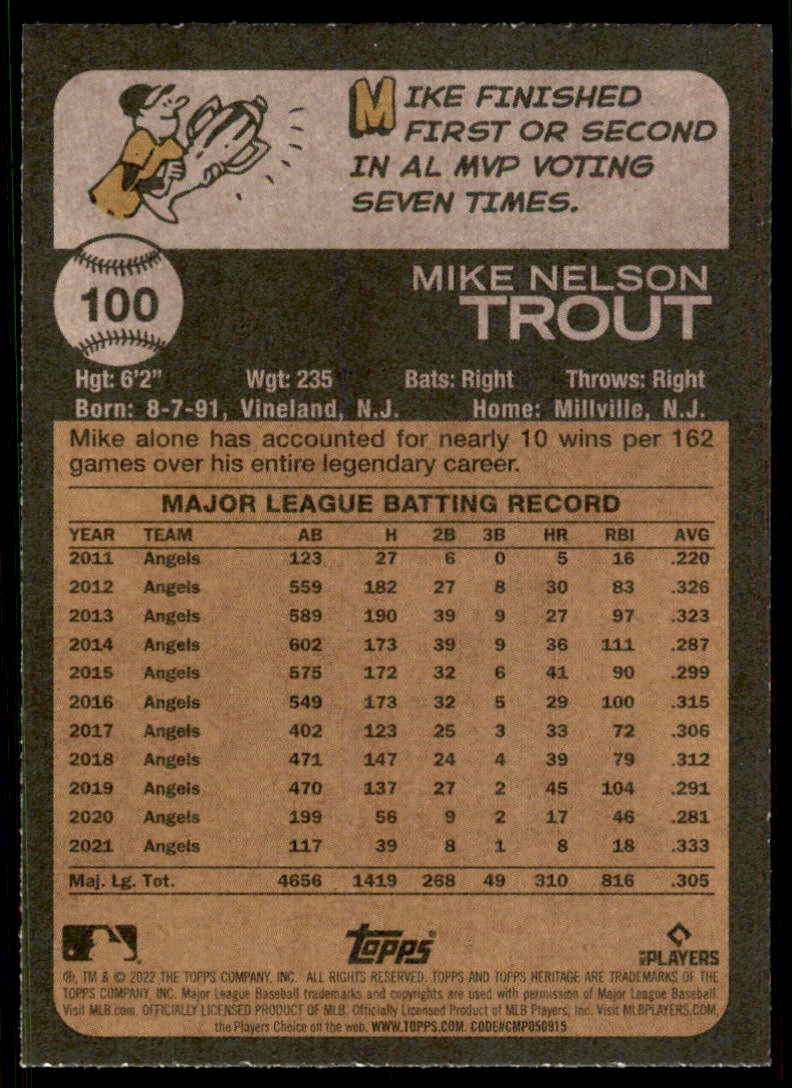 MIKE FINISHED
FIRST OR SECOND
IN AL MVP VOTING
SEVEN TIMES.
100
MIKE NELSON
TROUT
Hgt: 6'2" Wgt: 235 Bats: Right Throws: Right
Born: 8-7-91, Vineland, N.J. Home: Millville, N.J.
Mike alone has accounted for nearly 10 wins per 162
games over his entire legendary career.
MAJOR LEAGUE BATTING RECORD
YEAR TEAM AB H 2B 3B HR RBI AVG
2011 Angels 123 27 6 0 5 16 .220
2012 Angels 559 182 27 8 30 83 .326
2013 Angels 589 190 39 9 27 97 .323
2014 Angels 602 173 39 9 36 111 .287
2015 Angels 575 172 32 6 41 90 .299
2016 Angels 549 173 32 5 29 100 .315
2017 Angels 402 123 25 3 33 72 .306
2018 Angels 471 147 24 4 39 79 .312
2019 Angels 470 137 27 2 45 104 .291
2020 Angels 199 56 9 2 17 46 .281
2021 Angels 117 39 8 1 8 18 .333
Maj. Lg. Tot. 4656 1419 268 49 310 816 .305
Topps
PLAYERS
®, TM & © 2022 THE TOPPS COMPANY, INC. ALL RIGHTS RESERVED. TOPPS AND TOPPS HERITAGE ARE TRADEMARKS OF THE
TOPPS COMPANY, INC. Major League Baseball trademarks and copyrights are used with permission of Major League Baseball.
Visit MLB.com. OFFICIALLY LICENSED PRODUCT OF MLB. Officially Licensed Product of MLB Players, Inc. Visit MLBPLAYERS.COM,
the Players Choice on the web. WWW.TOPPS.COM. CODE#CMP050915